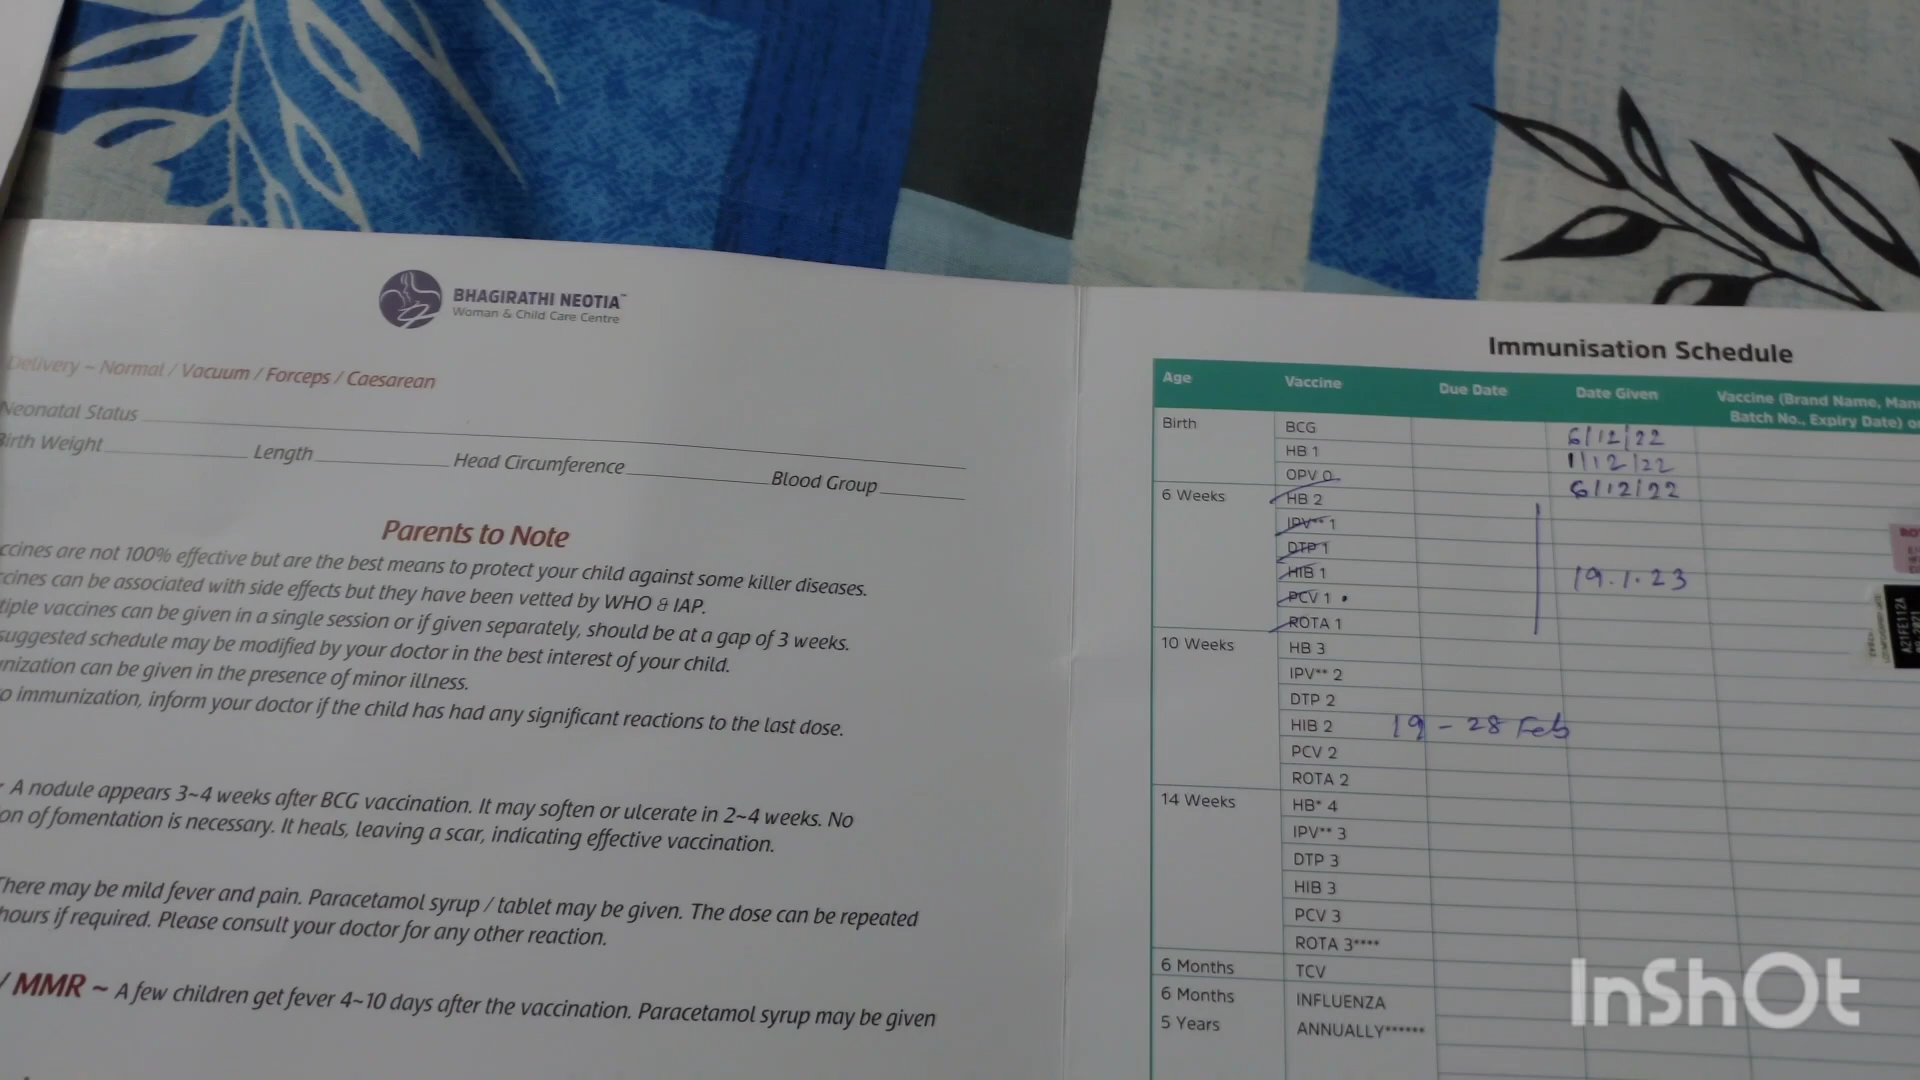 BHAGIRATHI NEOTIA™
Woman & Child Care Centre
Delivery ~ Normal / Vacuum / Forceps / Caesarean
Neonatal Status
Birth Weight Length Head Circumference Blood Group
Parents to Note
ccines are not 100% effective but are the best means to protect your child against some killer diseases.
cines can be associated with side effects but they have been vetted by WHO & IAP.
tiple vaccines can be given in a single session or if given separately, should be at a gap of 3 weeks.
suggested schedule may be modified by your doctor in the best interest of your child.
nization can be given in the presence of minor illness.
o immunization, inform your doctor if the child has had any significant reactions to the last dose.
A nodule appears 3~4 weeks after BCG vaccination. It may soften or ulcerate in 2~4 weeks. No
on of fomentation is necessary. It heals, leaving a scar, indicating effective vaccination.
There may be mild fever and pain. Paracetamol syrup / tablet may be given. The dose can be repeated
hours if required. Please consult your doctor for any other reaction.
/ MMR ~ A few children get fever 4~10 days after the vaccination. Paracetamol syrup may be given
Immunisation Schedule
Age Vaccine Due Date Date Given Vaccine (Brand Name, Man
Batch No., Expiry Date) o
Birth BCG 6/12/22
HB 1 1/12/22
OPV 0 6/12/22
6 Weeks HB 2
IPV** 1
DTP 1
HIB 1 19.1.23
PCV 1
ROTA 1
10 Weeks HB 3
IPV** 2
DTP 2
HIB 2 19 - 28 Feb
PCV 2
ROTA 2
14 Weeks HB* 4
IPV** 3
DTP 3
HIB 3
PCV 3
ROTA 3****
6 Months TCV
6 Months INFLUENZA
5 Years ANNUALLY******
A21FE112A
InShOt